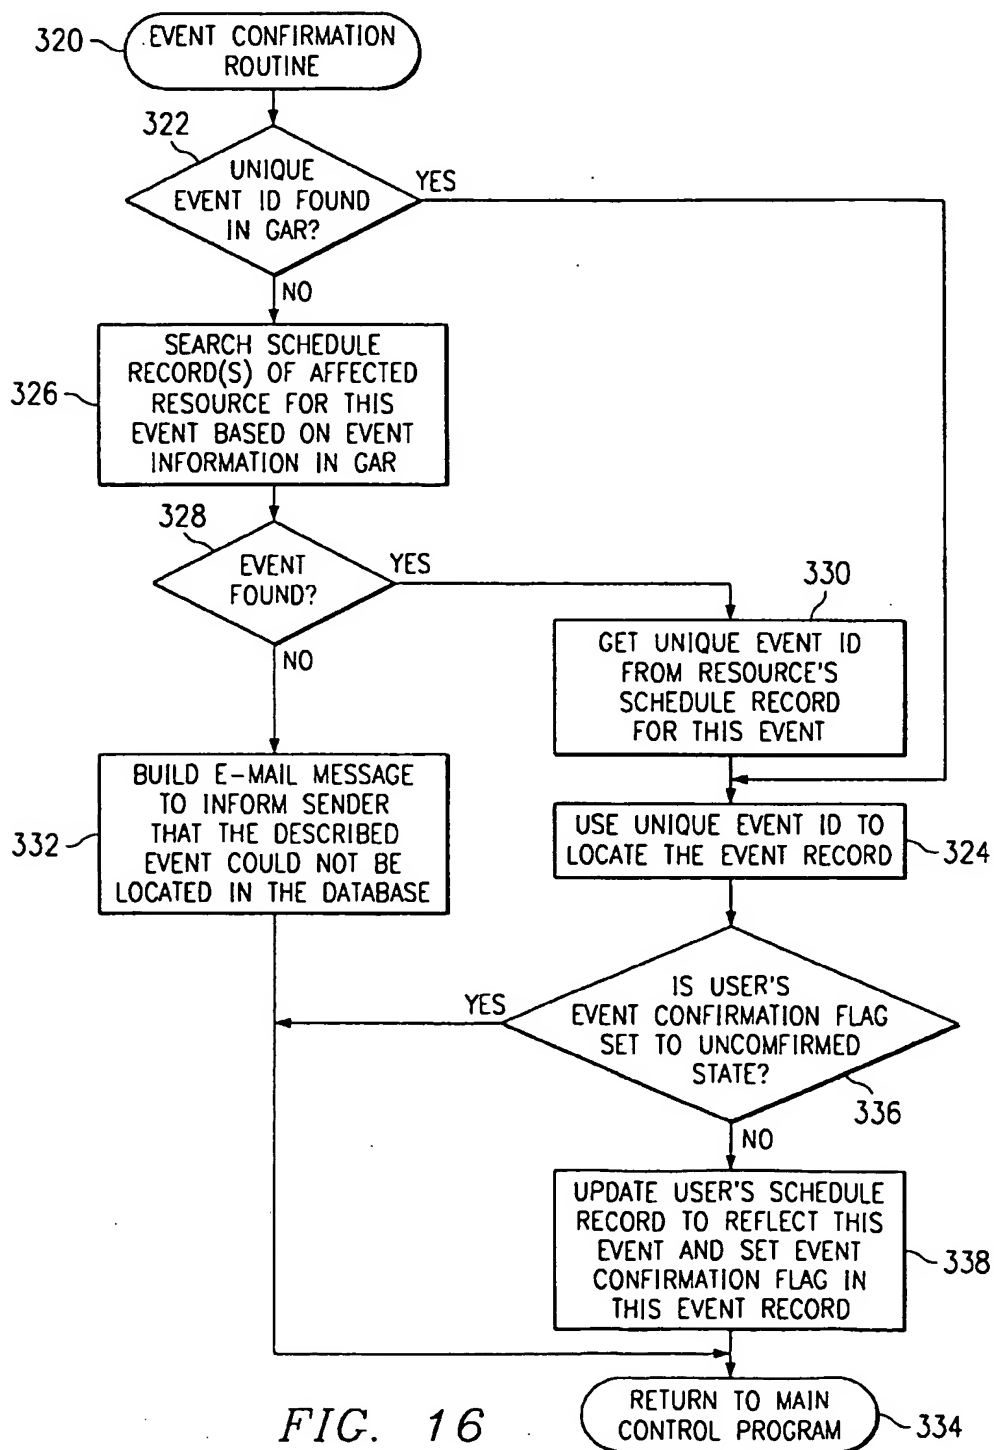 320
EVENT CONFIRMATION
ROUTINE
322
UNIQUE
EVENT ID FOUND
IN GAR?
YES
NO
326
SEARCH SCHEDULE
RECORD(S) OF AFFECTED
RESOURCE FOR THIS
EVENT BASED ON EVENT
INFORMATION IN GAR
328
EVENT
FOUND?
YES
NO
330
GET UNIQUE EVENT ID
FROM RESOURCE'S
SCHEDULE RECORD
FOR THIS EVENT
332
BUILD E-MAIL MESSAGE
TO INFORM SENDER
THAT THE DESCRIBED
EVENT COULD NOT BE
LOCATED IN THE DATABASE
USE UNIQUE EVENT ID TO
LOCATE THE EVENT RECORD
324
YES
IS USER'S
EVENT CONFIRMATION FLAG
SET TO UNCOMFIRMED
STATE?
336
NO
UPDATE USER'S SCHEDULE
RECORD TO REFLECT THIS
EVENT AND SET EVENT
CONFIRMATION FLAG IN
THIS EVENT RECORD
338
RETURN TO MAIN
CONTROL PROGRAM
334
FIG. 16